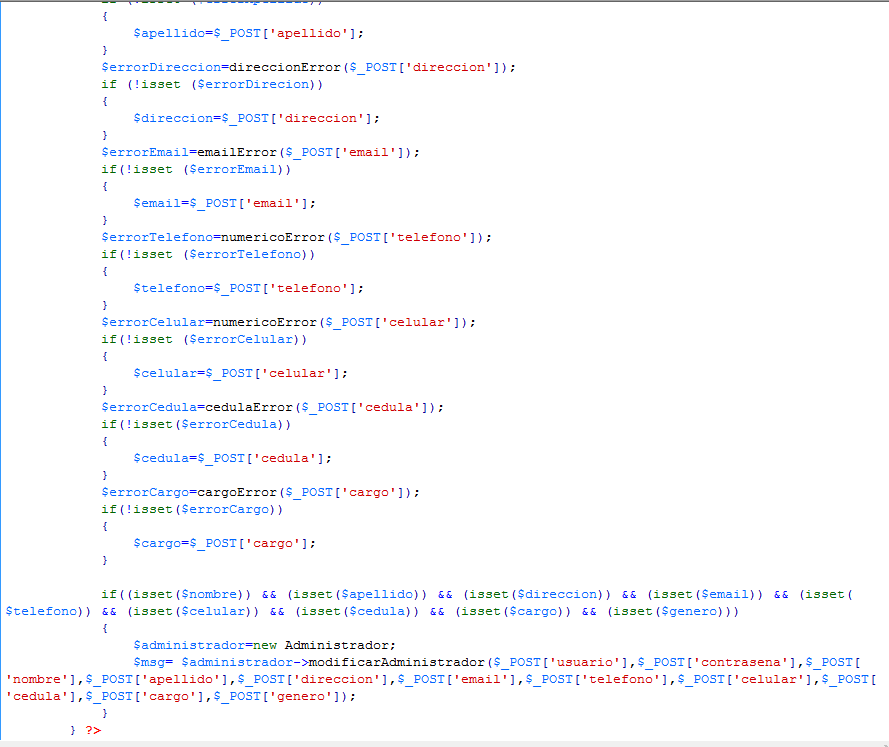 {
$apellido=$_POST['apellido'];
}
$errorDireccion=direccionError($_POST['direccion']);
if (!isset ($errorDirecion))
{
$direccion=$_POST['direccion'];
}
$errorEmail=emailError($_POST['email']);
if(!isset ($errorEmail))
{
$email=$_POST['email'];
}
$errorTelefono=numericoError($_POST['telefono']);
if(!isset ($errorTelefono))
{
$telefono=$_POST['telefono'];
}
$errorCelular=numericoError($_POST['celular']);
if(!isset ($errorCelular))
{
$celular=$_POST['celular'];
}
$errorCedula=cedulaError($_POST['cedula']);
if(!isset($errorCedula))
{
$cedula=$_POST['cedula'];
}
$errorCargo=cargoError($_POST['cargo']);
if(!isset($errorCargo))
{
$cargo=$_POST['cargo'];
}
if((isset($nombre)) && (isset($apellido)) && (isset($direccion)) && (isset($email)) && (isset(
$telefono)) && (isset($celular)) && (isset($cedula)) && (isset($cargo)) && (isset($genero)))
{
$administrador=new Administrador;
$msg= $administrador->modificarAdministrador($_POST['usuario'],$_POST['contrasena'],$_POST[
'nombre'],$_POST['apellido'],$_POST['direccion'],$_POST['email'],$_POST['telefono'],$_POST['celular'],$_POST[
'cedula'],$_POST['cargo'],$_POST['genero']);
}
} ?>